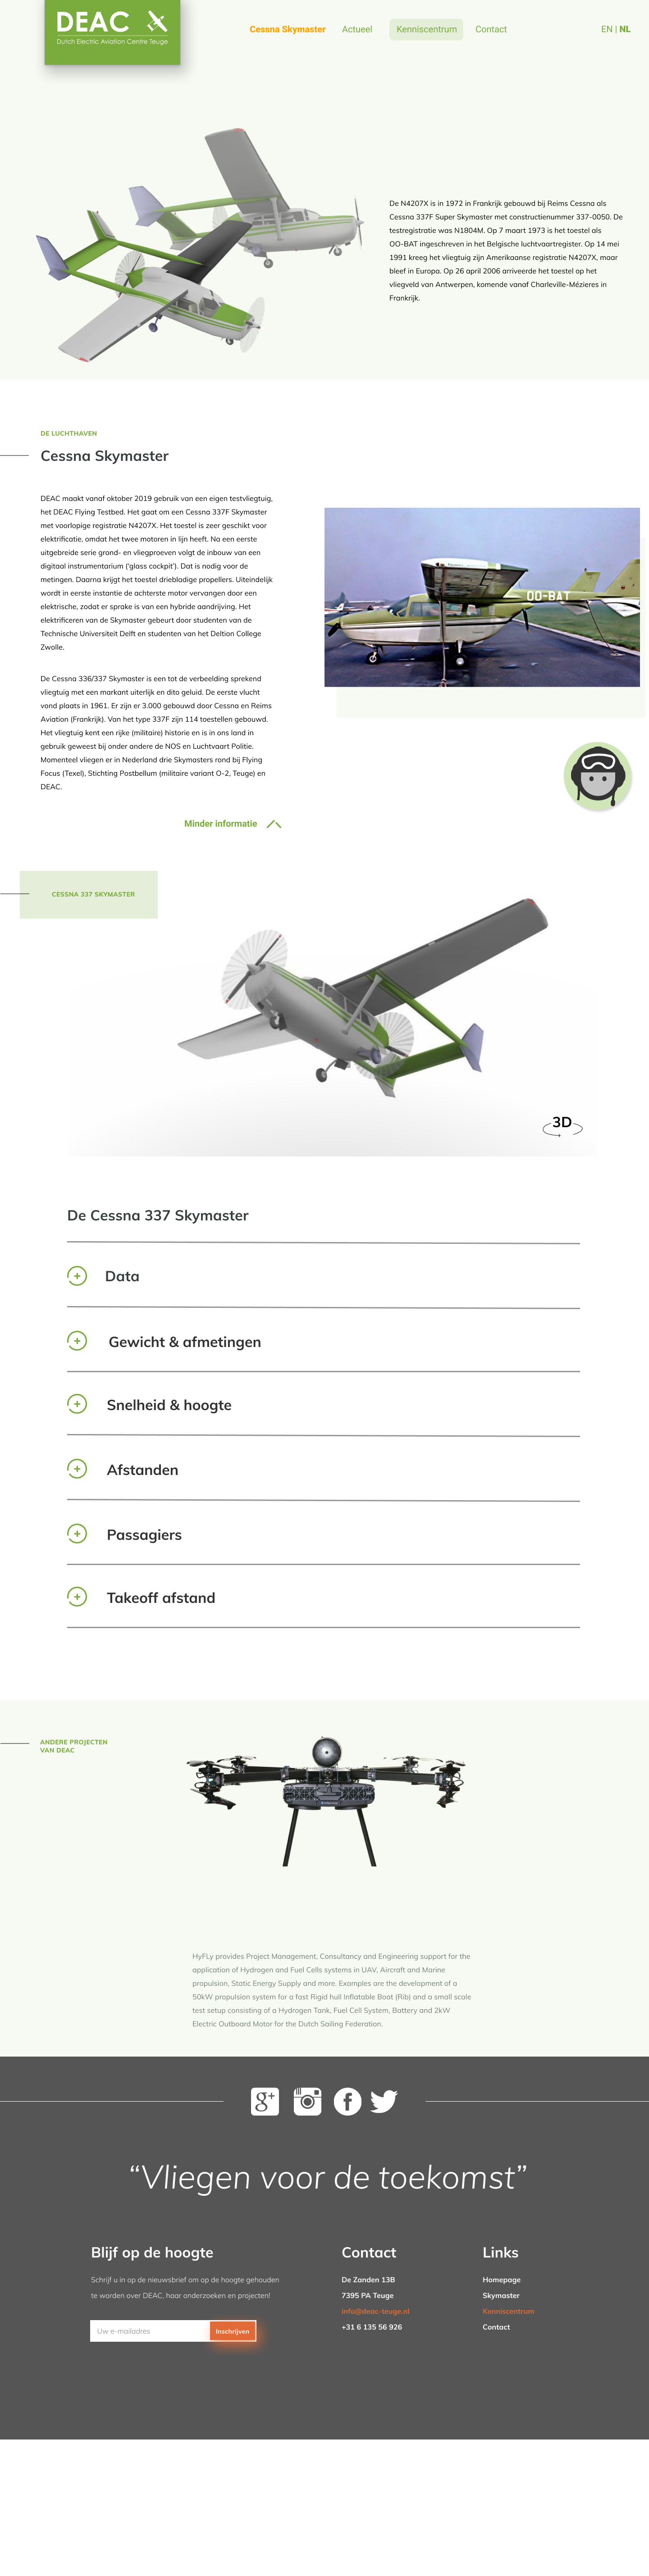 DEAC
Dutch Electric Aviation Centre Teuge
Cessna Skymaster
Actueel
Kenniscentrum
Contact
EN | NL
De N4207X is in 1972 in Frankrijk gebouwd bij Reims Cessna als
Cessna 337F Super Skymaster met constructienummer 337-0050. De
testregistratie was N1804M. Op 7 maart 1973 is het toestel als
OO-BAT ingeschreven in het Belgische luchtvaartregister. Op 14 mei
1991 kreeg het vliegtuig zijn Amerikaanse registratie N4207X, maar
bleef in Europa. Op 26 april 2006 arriveerde het toestel op het
vliegveld van Antwerpen, komende vanaf Charleville-Mézieres in
Frankrijk.
DE LUCHTHAVEN
Cessna Skymaster
DEAC maakt vanaf oktober 2019 gebruik van een eigen testvliegtuig,
het DEAC Flying Testbed. Het gaat om een Cessna 337F Skymaster
met voorlopige registratie N4207X. Het toestel is zeer geschikt voor
elektrificatie, omdat het twee motoren in lijn heeft. Na een eerste
uitgebreide serie grond- en vliegproeven volgt de inbouw van een
digitaal instrumentarium ('glass cockpit'). Dat is nodig voor de
metingen. Daarna krijgt het toestel driebladige propellers. Uiteindelijk
wordt in eerste instantie de achterste motor vervangen door een
elektrische, zodat er sprake is van een hybride aandrijving. Het
elektrificeren van de Skymaster gebeurt door studenten van de
Technische Universiteit Delft en studenten van het Deltion College
Zwolle.
De Cessna 336/337 Skymaster is een tot de verbeelding sprekend
vliegtuig met een markant uiterlijk en dito geluid. De eerste vlucht
vond plaats in 1961. Er zijn er 3.000 gebouwd door Cessna en Reims
Aviation (Frankrijk). Van het type 337F zijn 114 toestellen gebouwd.
Het vliegtuig kent een rijke (militaire) historie en is in ons land in
gebruik geweest bij onder andere de NOS en Luchtvaart Politie.
Momenteel vliegen er in Nederland drie Skymasters rond bij Flying
Focus (Texel), Stichting Postbellum (militaire variant O-2, Teuge) en
DEAC.
OO-BAT
Minder informatie
CESSNA 337 SKYMASTER
3D
De Cessna 337 Skymaster
Data
Gewicht & afmetingen
Snelheid & hoogte
Afstanden
Passagiers
Takeoff afstand
ANDERE PROJECTEN
VAN DEAC
HyFLy provides Project Management, Consultancy and Engineering support for the
application of Hydrogen and Fuel Cells systems in UAV, Aircraft and Marine
propulsion, Static Energy Supply and more. Examples are the development of a
50kW propulsion system for a fast Rigid hull Inflatable Boat (Rib) and a small scale
test setup consisting of a Hydrogen Tank, Fuel Cell System, Battery and 2kW
Electric Outboard Motor for the Dutch Sailing Federation.
“Vliegen voor de toekomst”
Blijf op de hoogte
Schrijf u in op de nieuwsbrief om op de hoogte gehouden
te worden over DEAC, haar onderzoeken en projecten!
Uw e-mailadres
Inschrijven
Contact
De Zanden 13B
7395 PA Teuge
info@deac-teuge.nl
+31 6 135 56 926
Links
Homepage
Skymaster
Kenniscentrum
Contact